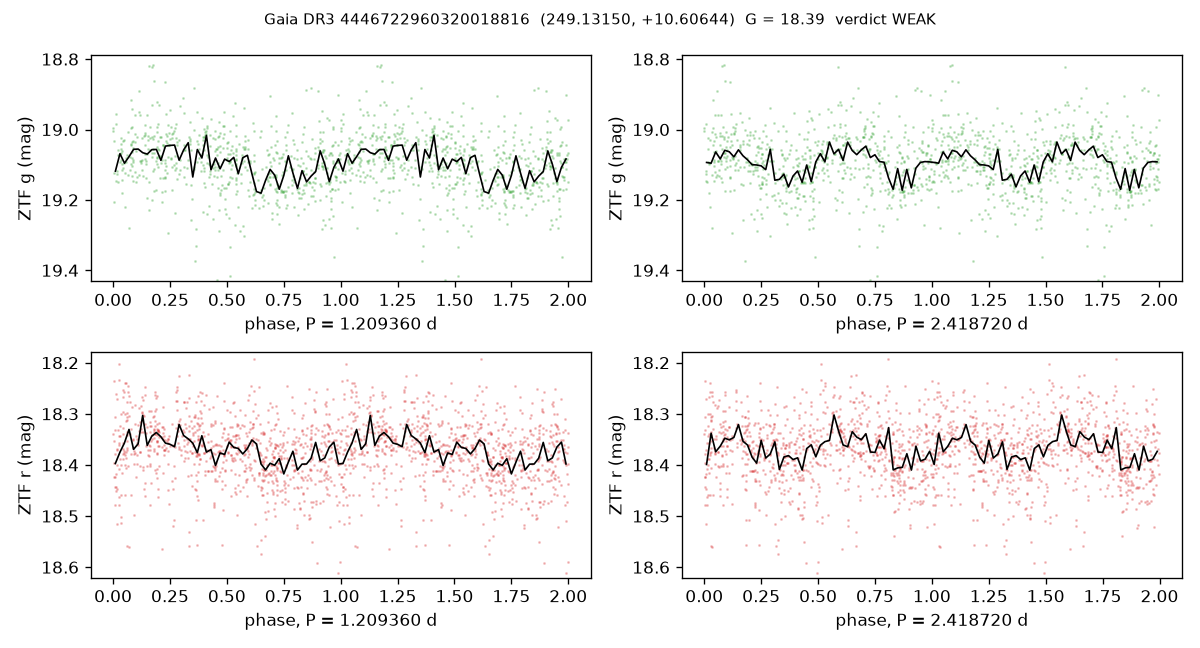 Gaia DR3 4446722960320018816  (249.13150, +10.60644)  G = 18.39  verdict WEAK
ZTF g (mag)
18.8
19.0
19.2
19.4
0.00 0.25 0.50 0.75 1.00 1.25 1.50 1.75 2.00
phase, P = 1.209360 d
ZTF g (mag)
18.8
19.0
19.2
19.4
0.00 0.25 0.50 0.75 1.00 1.25 1.50 1.75 2.00
phase, P = 2.418720 d
ZTF r (mag)
18.2
18.3
18.4
18.5
18.6
0.00 0.25 0.50 0.75 1.00 1.25 1.50 1.75 2.00
phase, P = 1.209360 d
ZTF r (mag)
18.2
18.3
18.4
18.5
18.6
0.00 0.25 0.50 0.75 1.00 1.25 1.50 1.75 2.00
phase, P = 2.418720 d